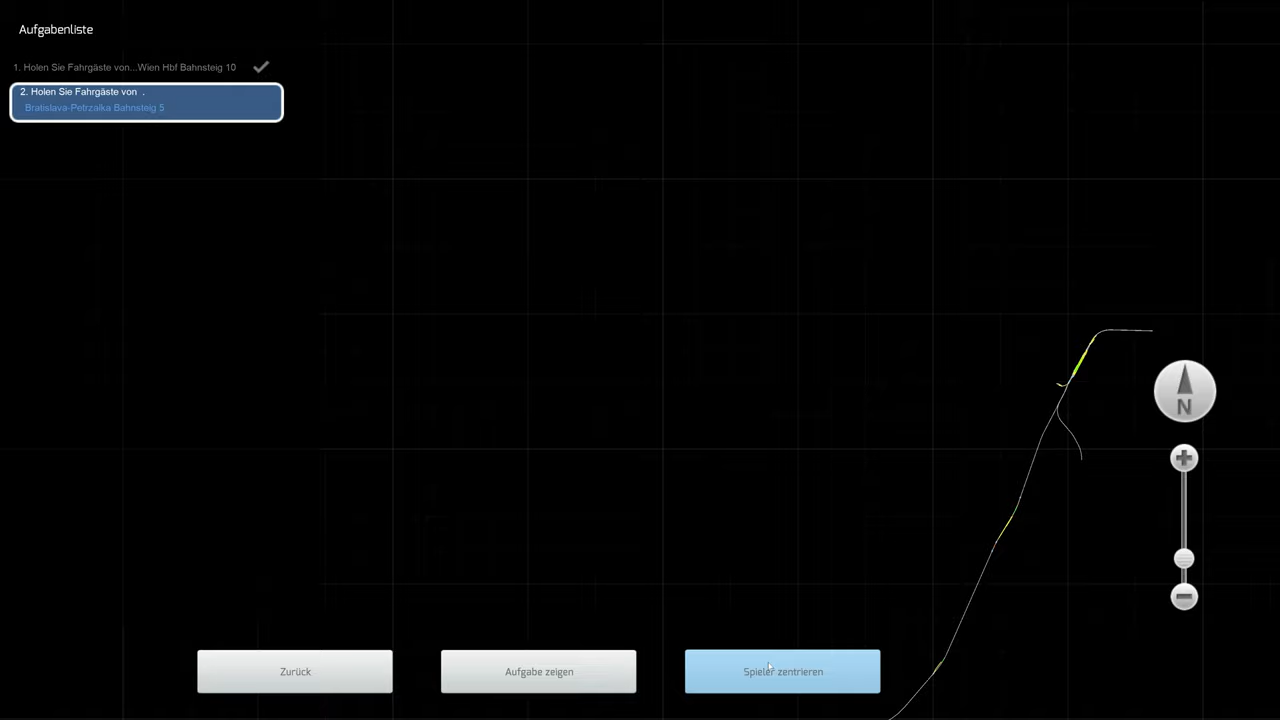 Aufgabenliste
1. Holen Sie Fahrgäste von...Wien Hbf Bahnsteig 10
2. Holen Sie Fahrgäste von .
Bratislava-Petrzalka Bahnsteig 5
N
Zurück
Aufgabe zeigen
Spieler zentrieren